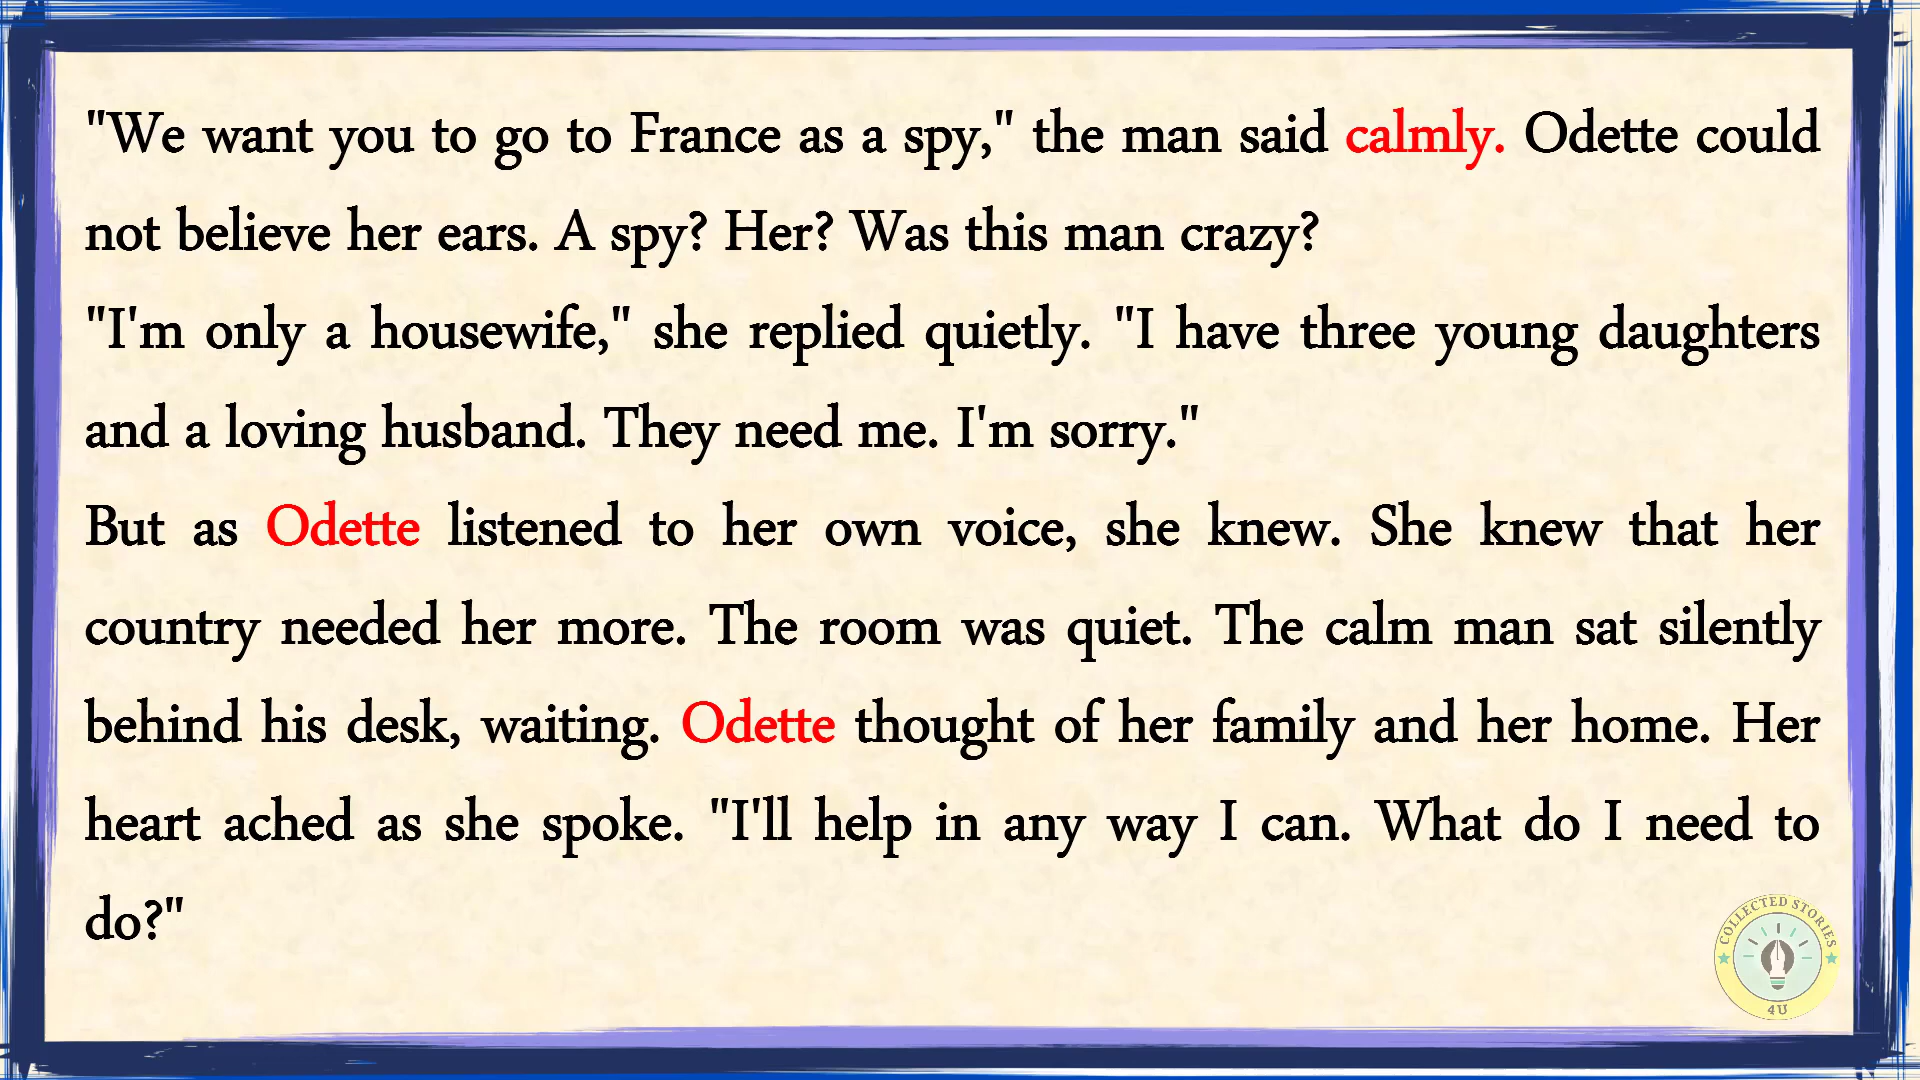 "We want you to go to France as a spy," the man said calmly. Odette could
not believe her ears. A spy? Her? Was this man crazy?
"I'm only a housewife," she replied quietly. "I have three young daughters
and a loving husband. They need me. I'm sorry."
But as Odette listened to her own voice, she knew. She knew that her
country needed her more. The room was quiet. The calm man sat silently
behind his desk, waiting. Odette thought of her family and her home. Her
heart ached as she spoke. "I'll help in any way I can. What do I need to
do?"
COLLECTED STORIES
4U